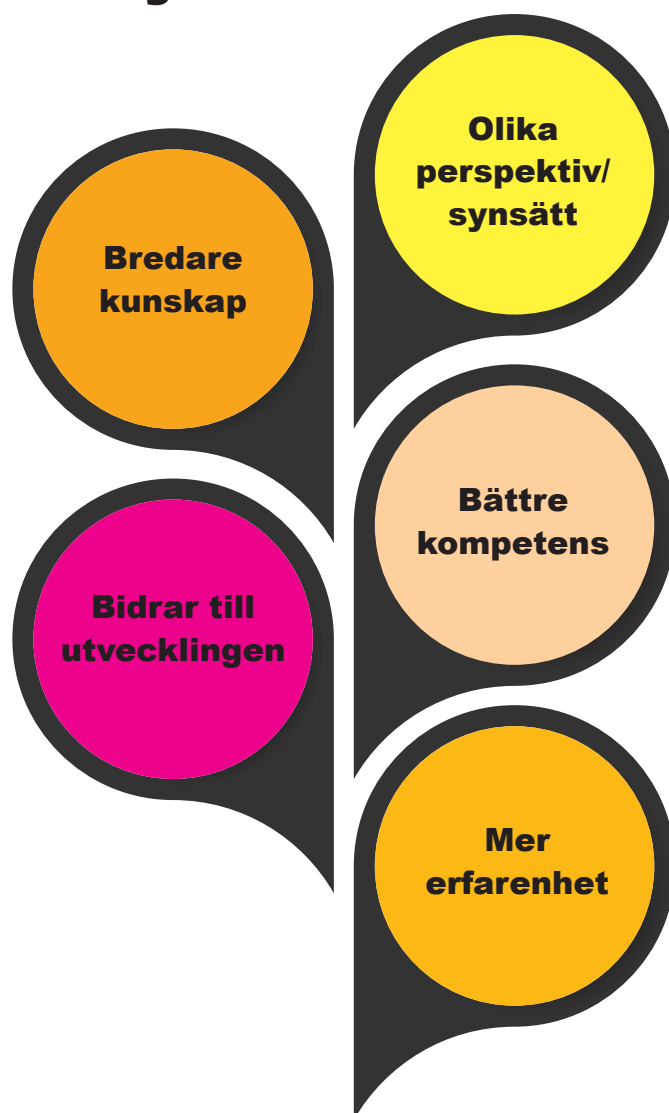 Olika
perspektiv/
synsätt
Bredare
kunskap
Bättre
kompetens
Bidrar till
utvecklingen
Mer
erfarenhet